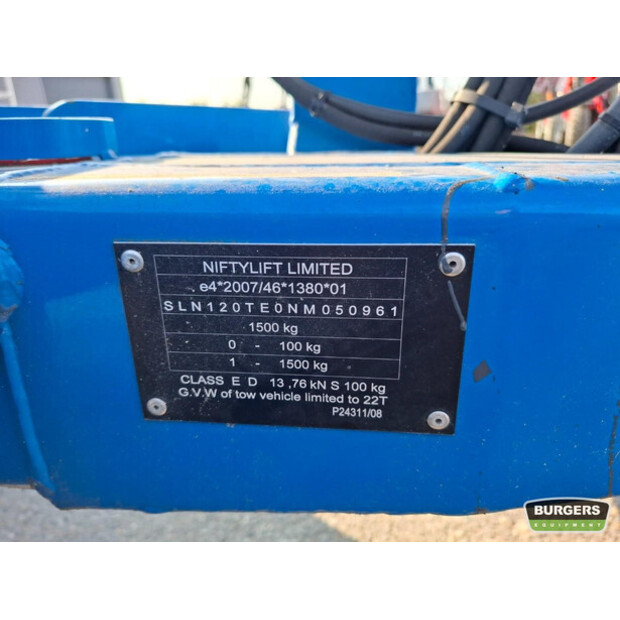 NIFTYLIFT LIMITED
e4*2007/46*1380*01
SLN120TE0NM050961
1500 kg
0 - 100 kg
1 - 1500 kg
CLASS E D 13.76 kN S 100 kg
G.V.W of tow vehicle limited to 22T
P24311/08
BURGERS
EQUIPMENT